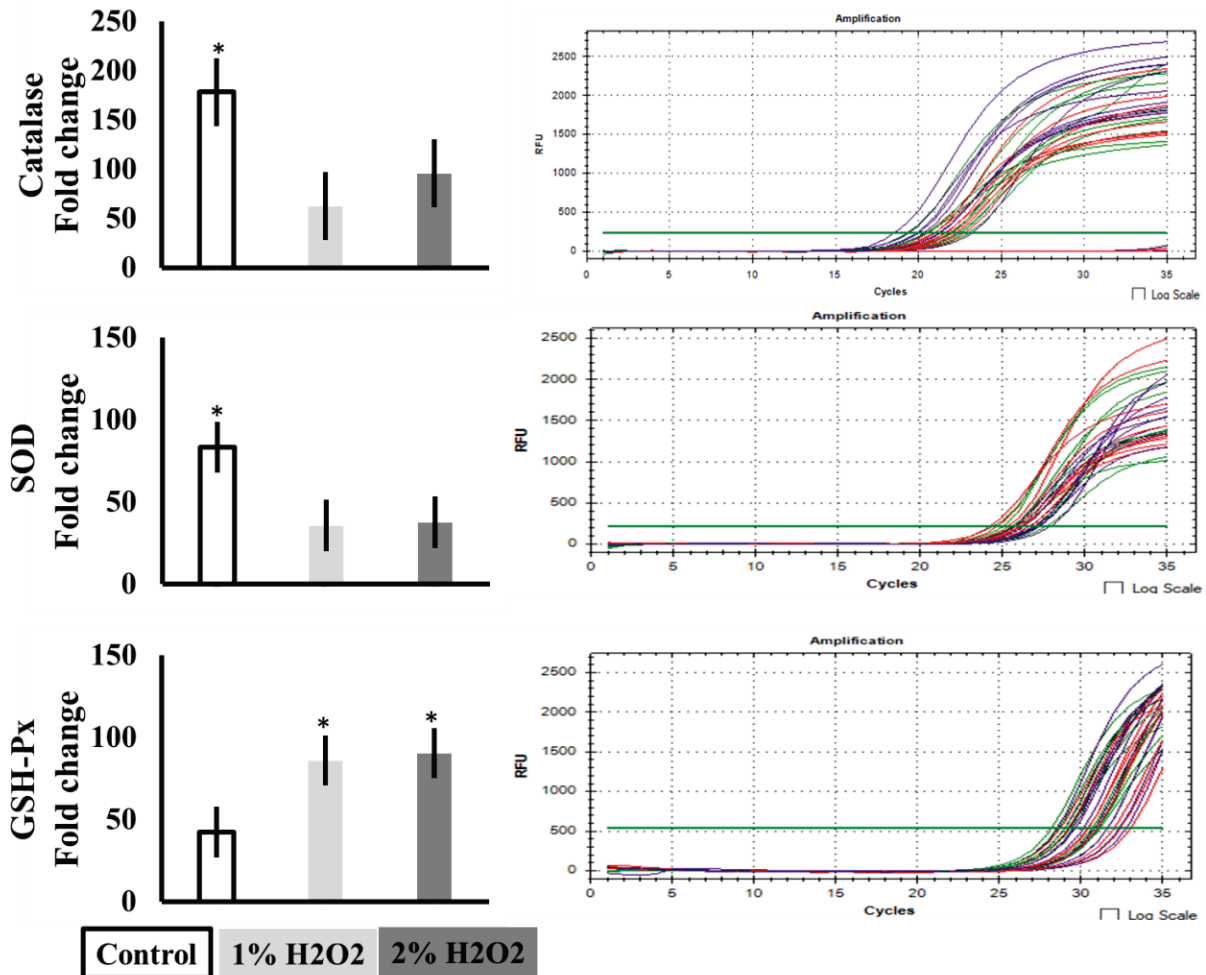 Catalase
Fold change
250
200
150
100
50
0
*
Amplification
RFU
2500
2000
1500
1000
500
0
0 5 10 15 20 25 30 35
Cycles
Log Scale
SOD
Fold change
150
100
50
0
*
Amplification
RFU
2500
2000
1500
1000
500
0
0 5 10 15 20 25 30 35
Cycles
Log Scale
GSH-Px
Fold change
150
100
50
0
* *
Amplification
RFU
2500
2000
1500
1000
500
0
0 5 10 15 20 25 30 35
Cycles
Log Scale
Control 1% H2O2 2% H2O2